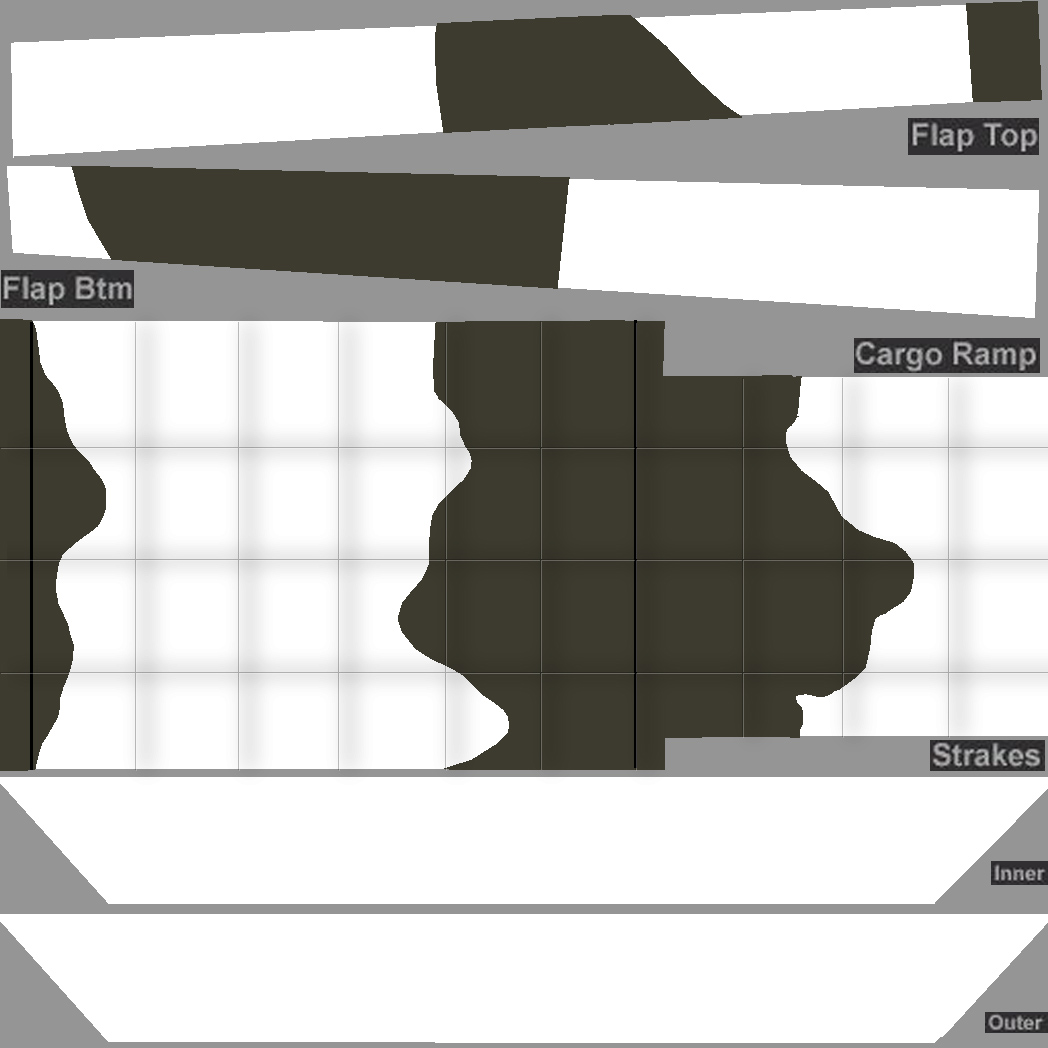 Flap Top
Flap Btm
Cargo Ramp
Strakes
Inner
Outer